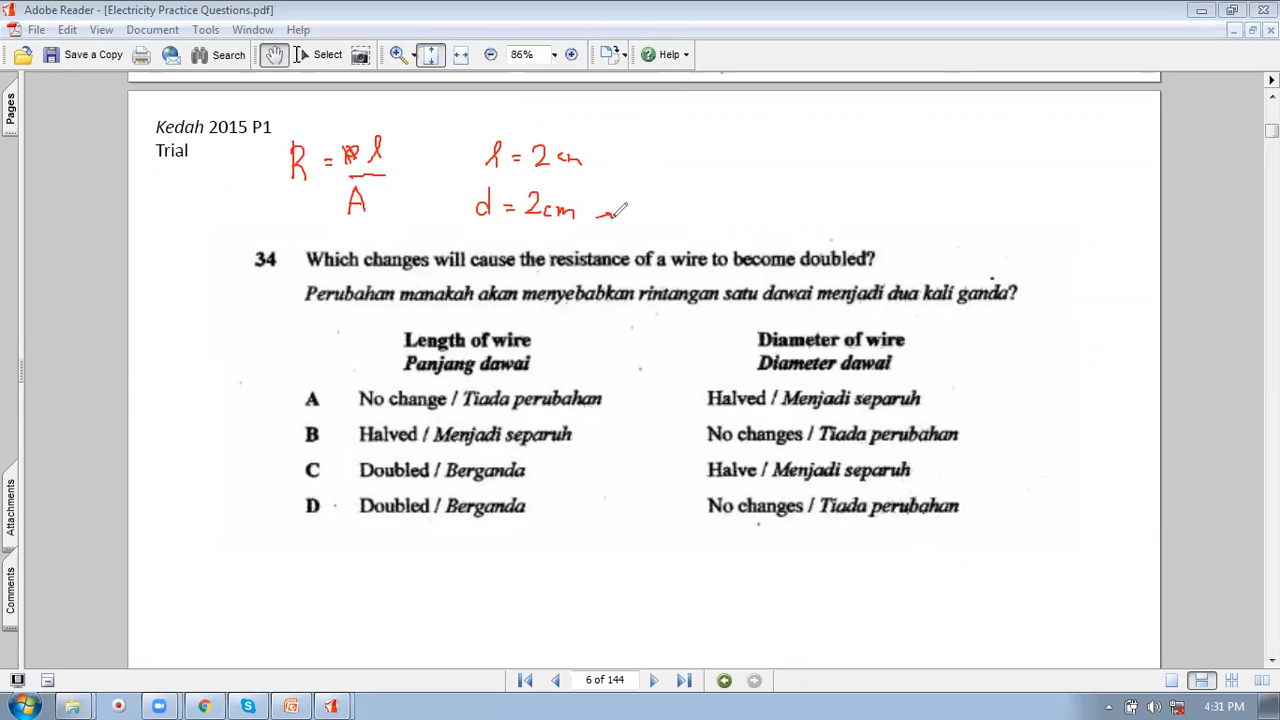 Adobe Reader - [Electricity Practice Questions.pdf]
File Edit View Document Tools Window Help
Save a Copy Search Select 86% Help
Pages
Attachments
Comments
Kedah 2015 P1
Trial
R = l
A
l = 2 cm
d = 2cm →
34 Which changes will cause the resistance of a wire to become doubled?
Perubahan manakah akan menyebabkan rintangan satu dawai menjadi dua kali ganda?
Length of wire Diameter of wire
Panjang dawai Diameter dawai
A No change / Tiada perubahan Halved / Menjadi separuh
B Halved / Menjadi separuh No changes / Tiada perubahan
C Doubled / Berganda Halve / Menjadi separuh
D Doubled / Berganda No changes / Tiada perubahan
6 of 144
4:31 PM